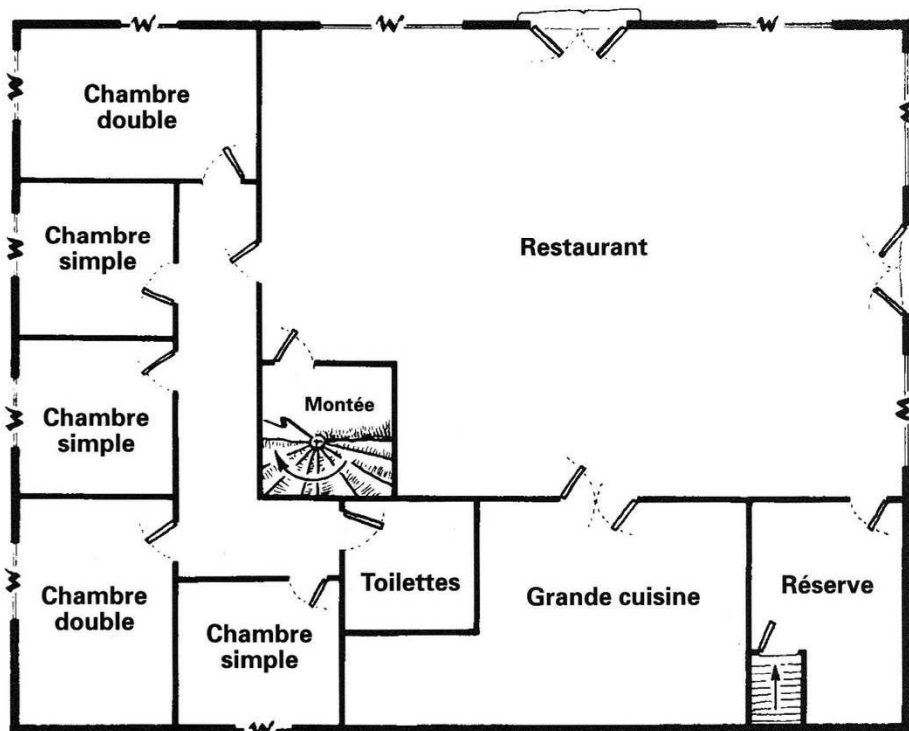 Chambre
double
Chambre
simple
Restaurant
Montée
Chambre
simple
Chambre
double
Chambre
simple
Toilettes
Grande cuisine
Réserve